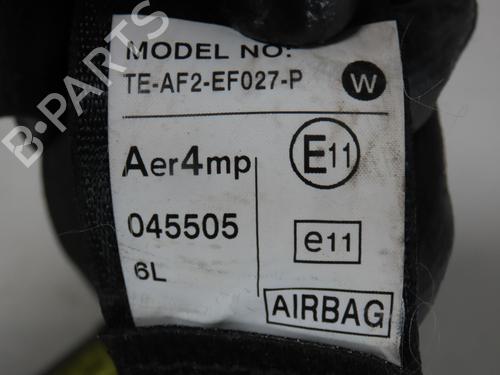 MODEL NO:
TE-AF2-EF027-P W
Aer4mp E11
045505 e11
6L
AIRBAG
B-PARTS